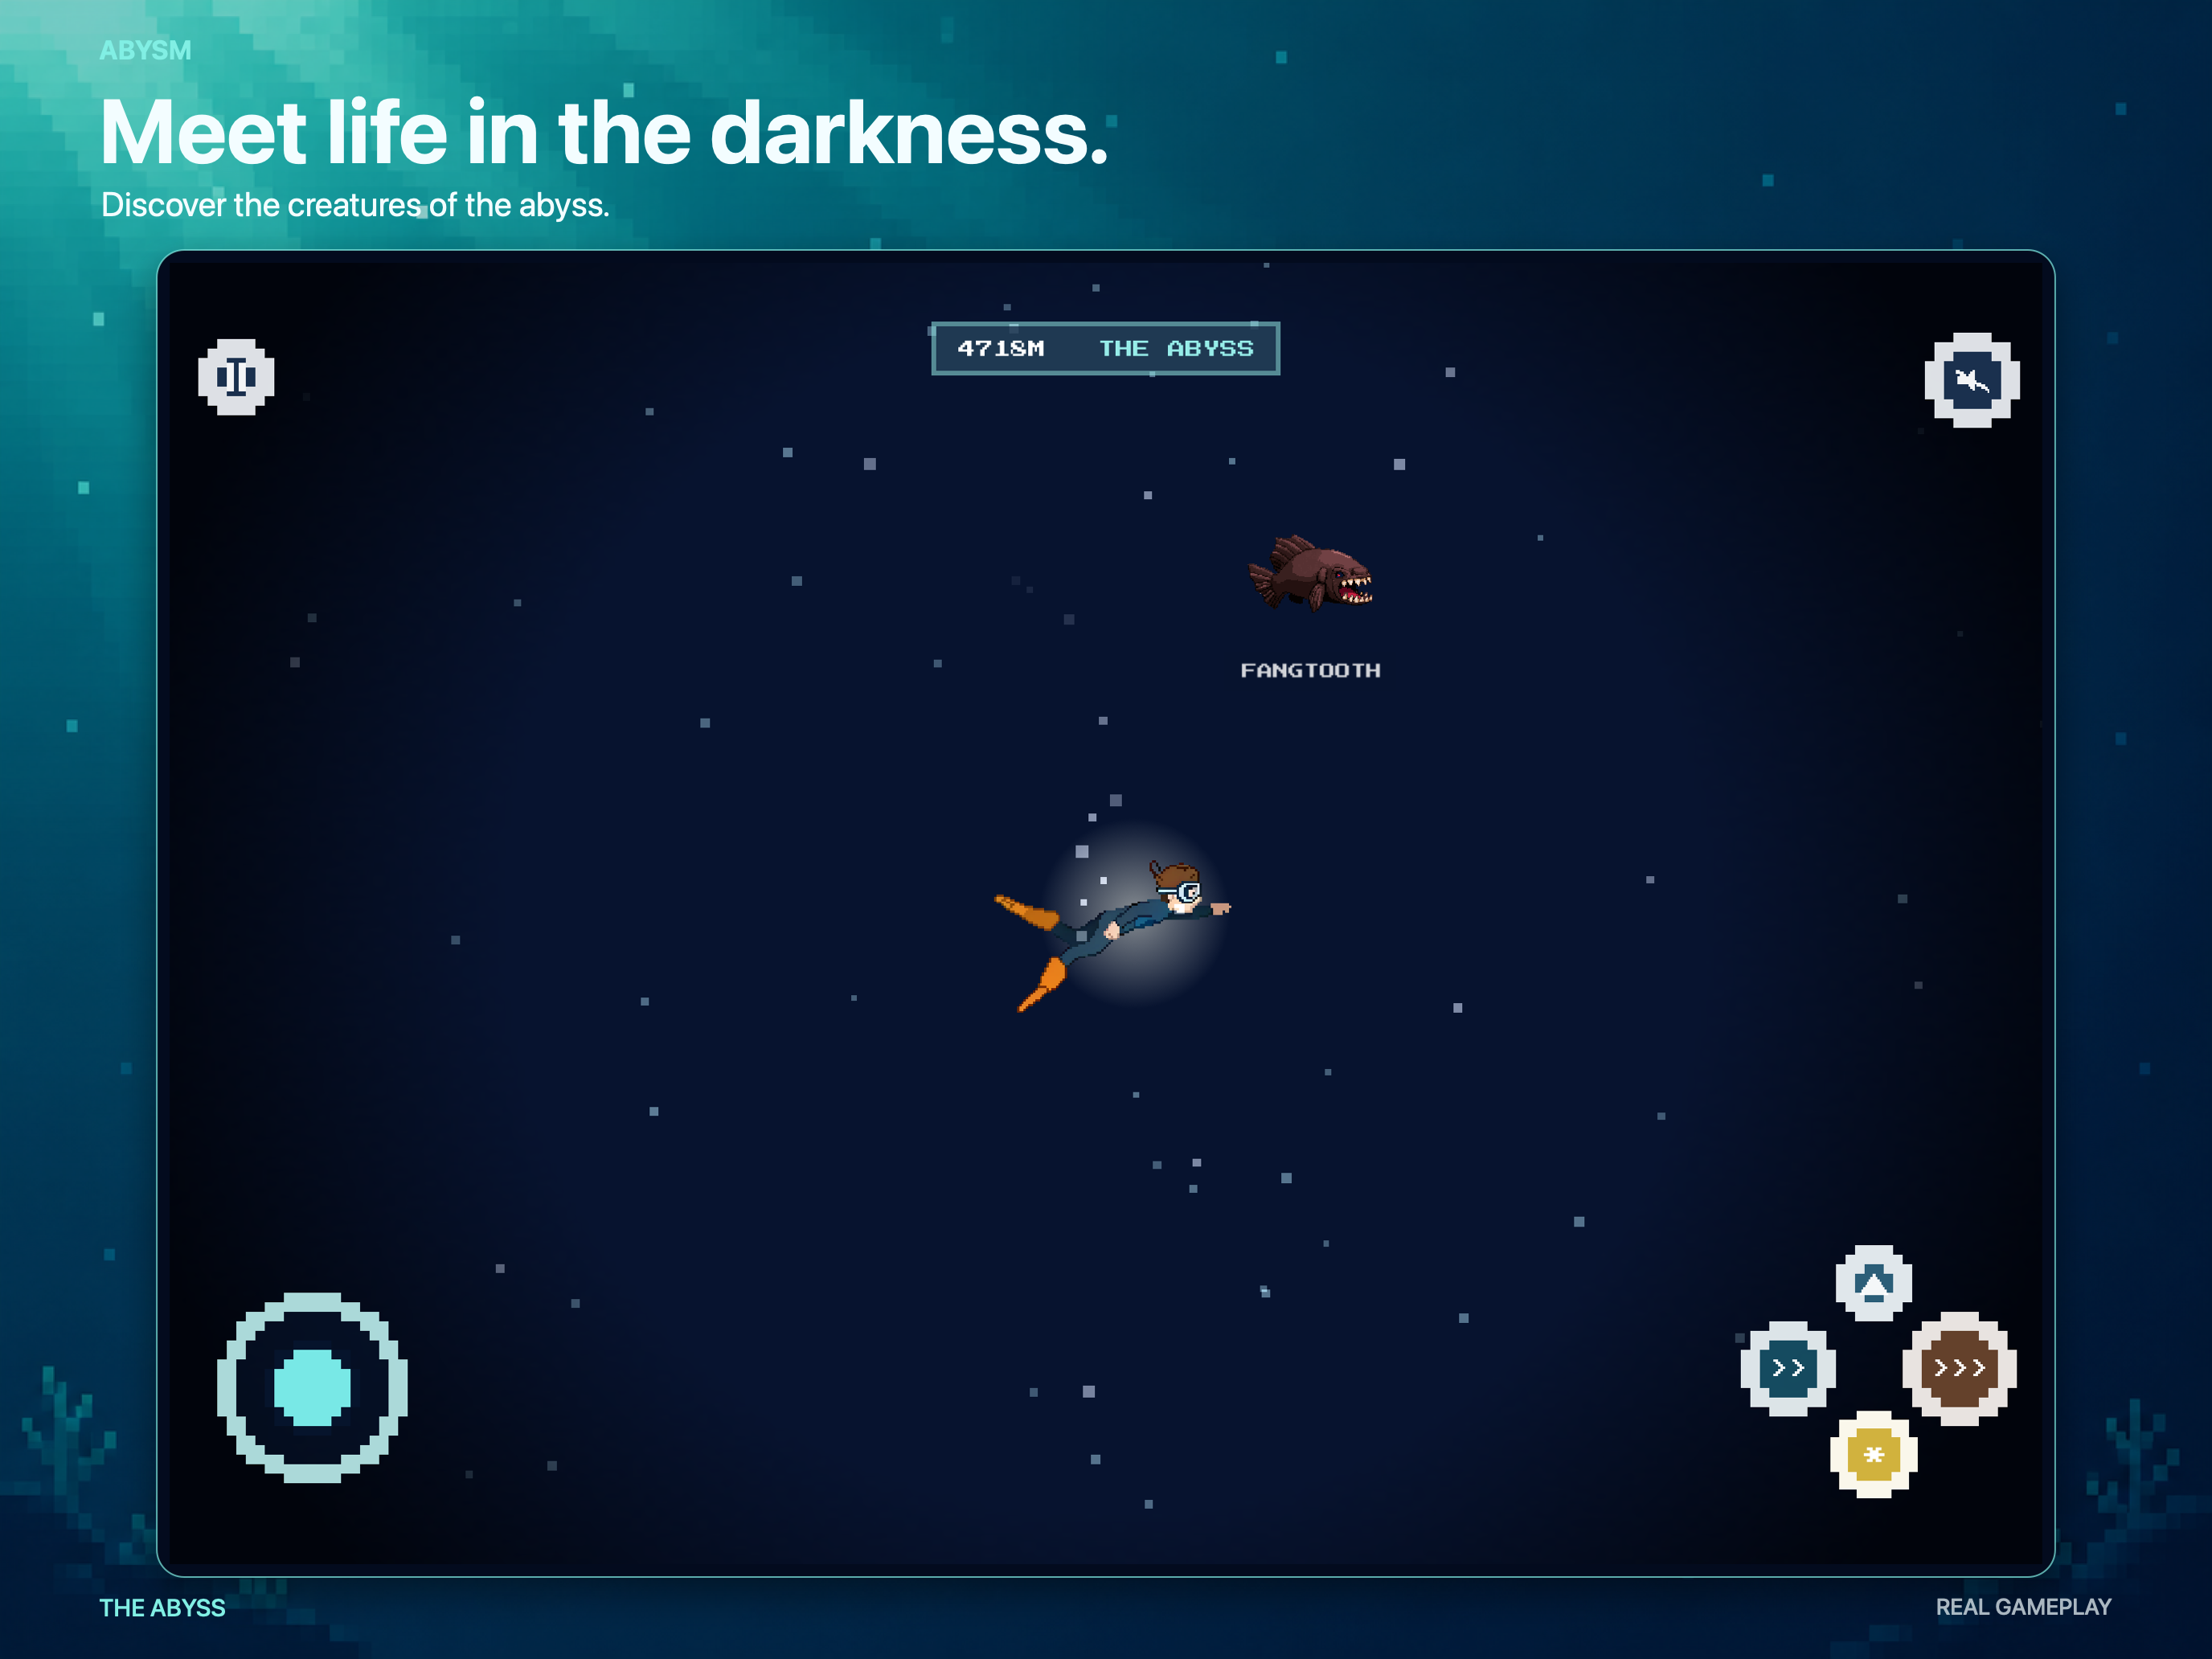 ABYSM
Meet life in the darkness.
Discover the creatures of the abyss.
4718M THE ABYSS
FANGTOOTH
>> >>>
*
THE ABYSS
REAL GAMEPLAY